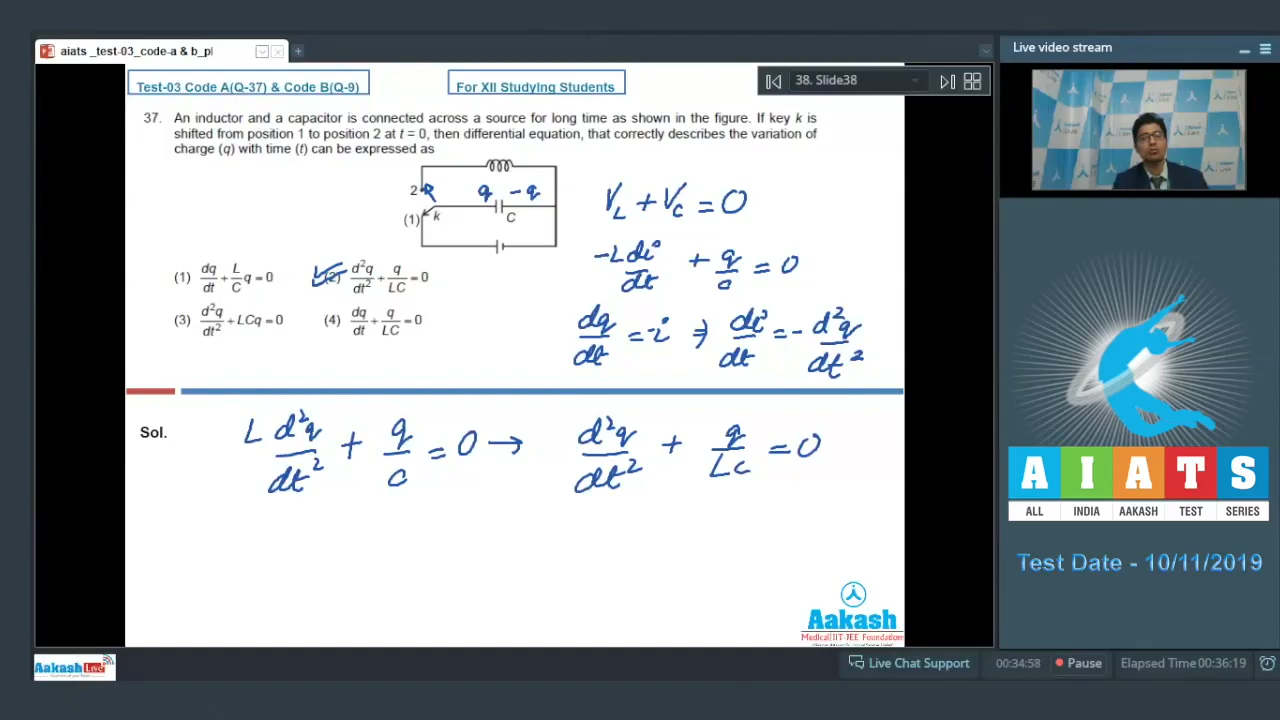 aiats _test-03_code-a & b_pl
Live video stream
Test-03 Code A(Q-37) & Code B(Q-9)
For XII Studying Students
38. Slide38
37. An inductor and a capacitor is connected across a source for long time as shown in the figure. If key k is
shifted from position 1 to position 2 at t = 0, then differential equation, that correctly describes the variation of
charge (q) with time (t) can be expressed as
2
q -q
(1) k C
V_L + V_C = 0
-L di/dt + q/c = 0
(1) dq/dt + L/C q = 0
(2) d²q/dt² + q/LC = 0
(3) d²q/dt² + LCq = 0
(4) dq/dt + q/LC = 0
dq/dt = -i ⇒ di/dt = - d²q/dt²
Sol.
L d²q/dt² + q/c = 0 → d²q/dt² + q/LC = 0
A I A T S
ALL INDIA AAKASH TEST SERIES
Test Date - 10/11/2019
Aakash
Medical|IIT-JEE|Foundations
Aakash Live
Live Chat Support
00:34:58
Pause
Elapsed Time 00:36:19